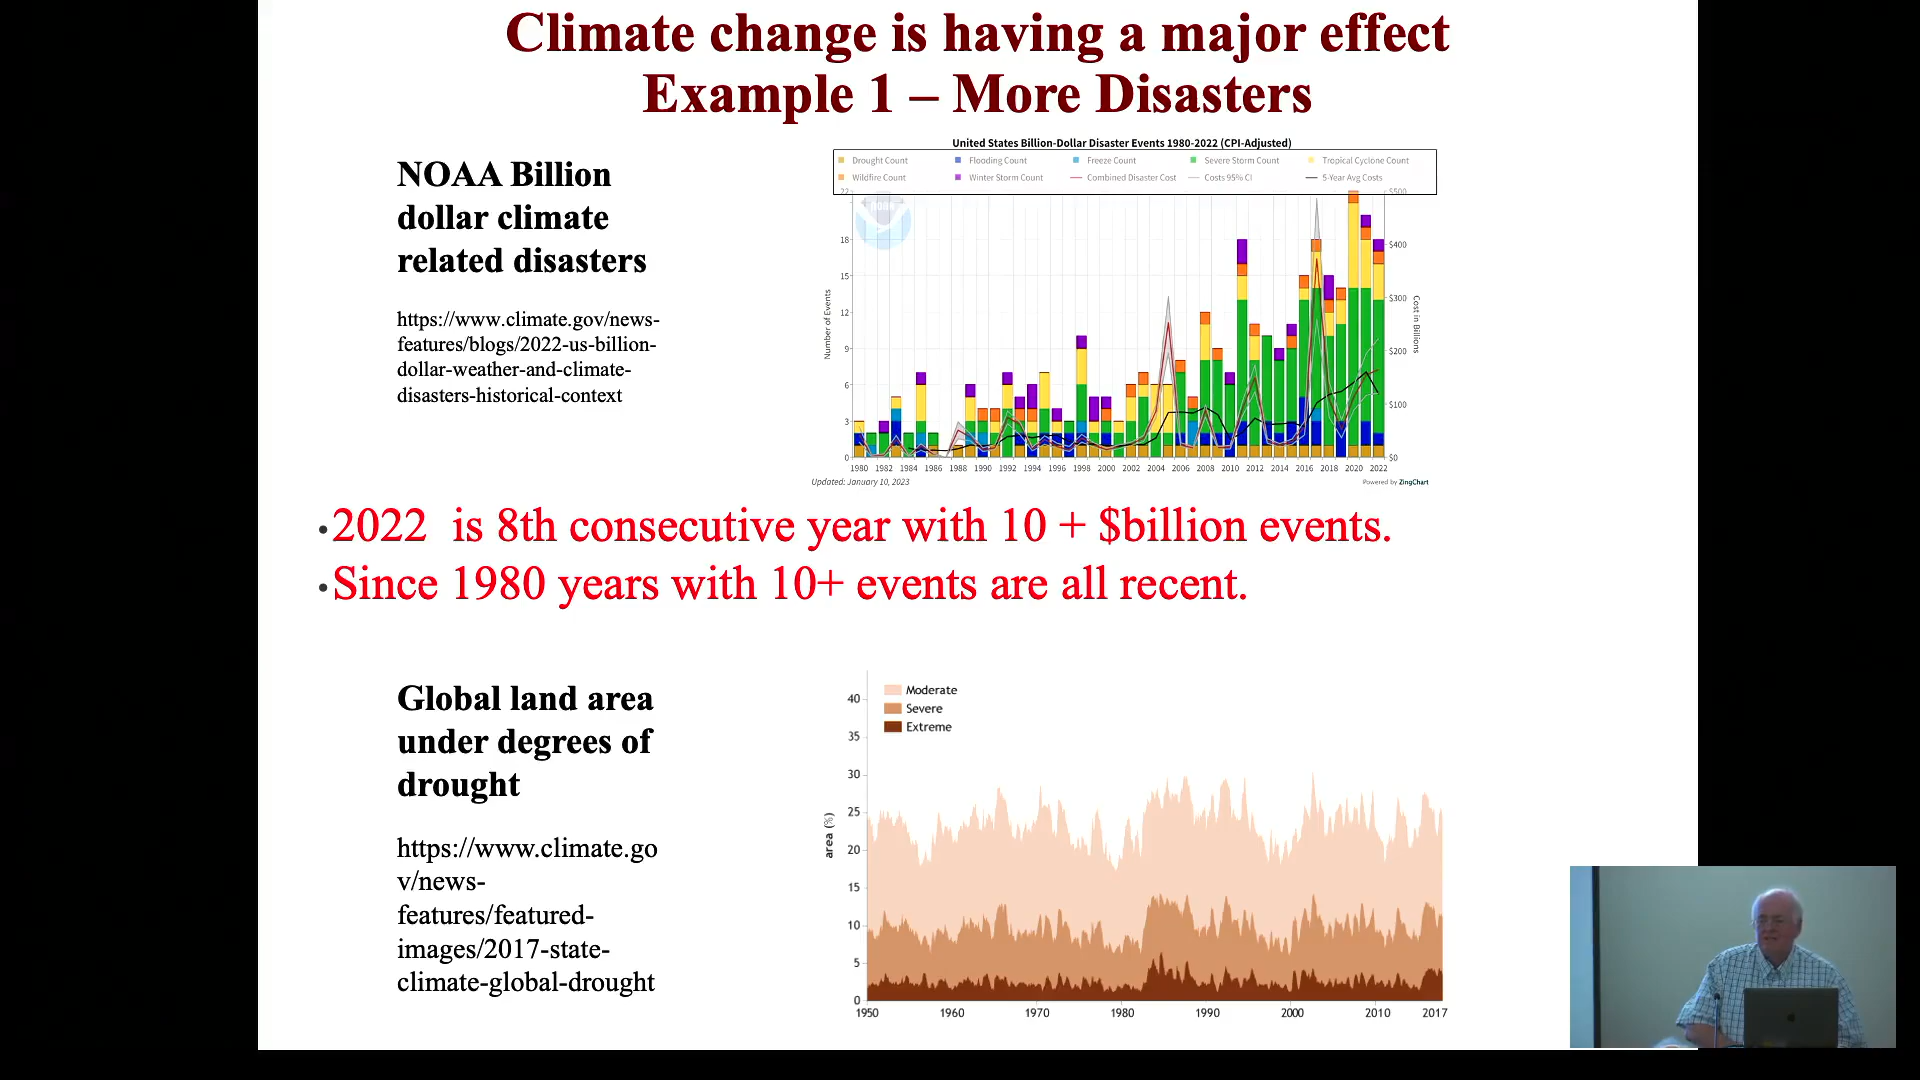 Climate change is having a major effect
Example 1 – More Disasters
NOAA Billion
dollar climate
related disasters
https://www.climate.gov/news-
features/blogs/2022-us-billion-
dollar-weather-and-climate-
disasters-historical-context
United States Billion-Dollar Disaster Events 1980-2022 (CPI-Adjusted)
Drought Count Flooding Count Freeze Count Severe Storm Count Tropical Cyclone Count
Wildfire Count Winter Storm Count Combined Disaster Cost Costs 95% CI 5-Year Avg Costs
22 $500
noaa
18 $400
15
12 $300
9 $200
6
3 $100
0 $0
Number of Events
Cost in Billions
1980 1982 1984 1986 1988 1990 1992 1994 1996 1998 2000 2002 2004 2006 2008 2010 2012 2014 2016 2018 2020 2022
Updated: January 10, 2023
Powered by ZingChart
•2022 is 8th consecutive year with 10 + $billion events.
•Since 1980 years with 10+ events are all recent.
Global land area
under degrees of
drought
https://www.climate.go
v/news-
features/featured-
images/2017-state-
climate-global-drought
Moderate
Severe
Extreme
40
35
30
25
20
15
10
5
0
area (%)
1950 1960 1970 1980 1990 2000 2010 2017